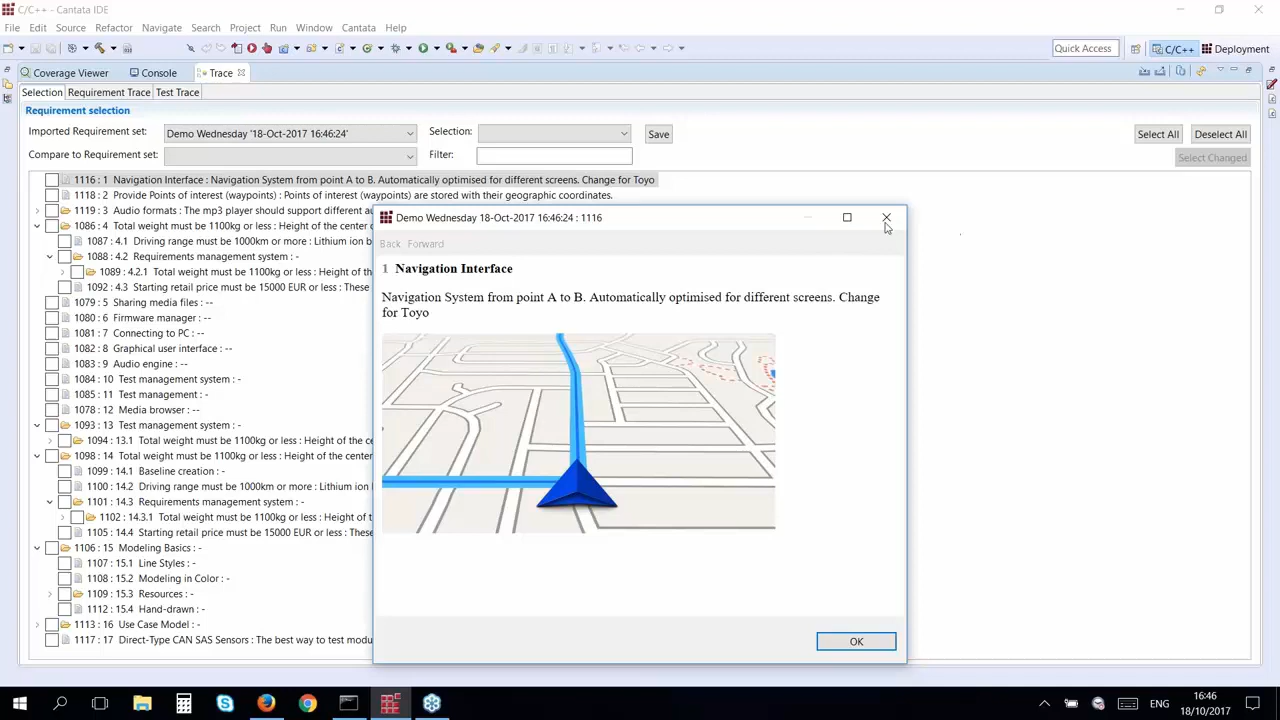 C/C++ - Cantata IDE
File Edit Source Refactor Navigate Search Project Run Window Cantata Help
Quick Access C/C++ Deployment
Coverage Viewer Console Trace
Selection Requirement Trace Test Trace
Requirement selection
Imported Requirement set: Demo Wednesday '18-Oct-2017 16:46:24' Selection: Save Select All Deselect All
Compare to Requirement set: Filter: Select Changed
1116 : 1 Navigation Interface : Navigation System from point A to B. Automatically optimised for different screens. Change for Toyo
1118 : 2 Provide Points of interest (waypoints) : Points of interest (waypoints) are stored with their geographic coordinates.
1119 : 3 Audio formats : The mp3 player should support different au
1086 : 4 Total weight must be 1100kg or less : Height of the center o
1087 : 4.1 Driving range must be 1000km or more : Lithium ion b
1088 : 4.2 Requirements management system : -
1089 : 4.2.1 Total weight must be 1100kg or less : Height of th
1092 : 4.3 Starting retail price must be 15000 EUR or less : These
1079 : 5 Sharing media files : --
1080 : 6 Firmware manager : --
1081 : 7 Connecting to PC : --
1082 : 8 Graphical user interface : --
1083 : 9 Audio engine : --
1084 : 10 Test management system : -
1085 : 11 Test management : -
1078 : 12 Media browser : --
1093 : 13 Test management system : -
1094 : 13.1 Total weight must be 1100kg or less : Height of the ce
1098 : 14 Total weight must be 1100kg or less : Height of the center
1099 : 14.1 Baseline creation : -
1100 : 14.2 Driving range must be 1000km or more : Lithium ion
1101 : 14.3 Requirements management system : -
1102 : 14.3.1 Total weight must be 1100kg or less : Height of t
1105 : 14.4 Starting retail price must be 15000 EUR or less : These
1106 : 15 Modeling Basics : -
1107 : 15.1 Line Styles : -
1108 : 15.2 Modeling in Color : -
1109 : 15.3 Resources : -
1112 : 15.4 Hand-drawn : -
1113 : 16 Use Case Model : -
1117 : 17 Direct-Type CAN SAS Sensors : The best way to test modu
Demo Wednesday 18-Oct-2017 16:46:24 : 1116
Back Forward
1 Navigation Interface
Navigation System from point A to B. Automatically optimised for different screens. Change
for Toyo
OK
ENG
16:46
18/10/2017